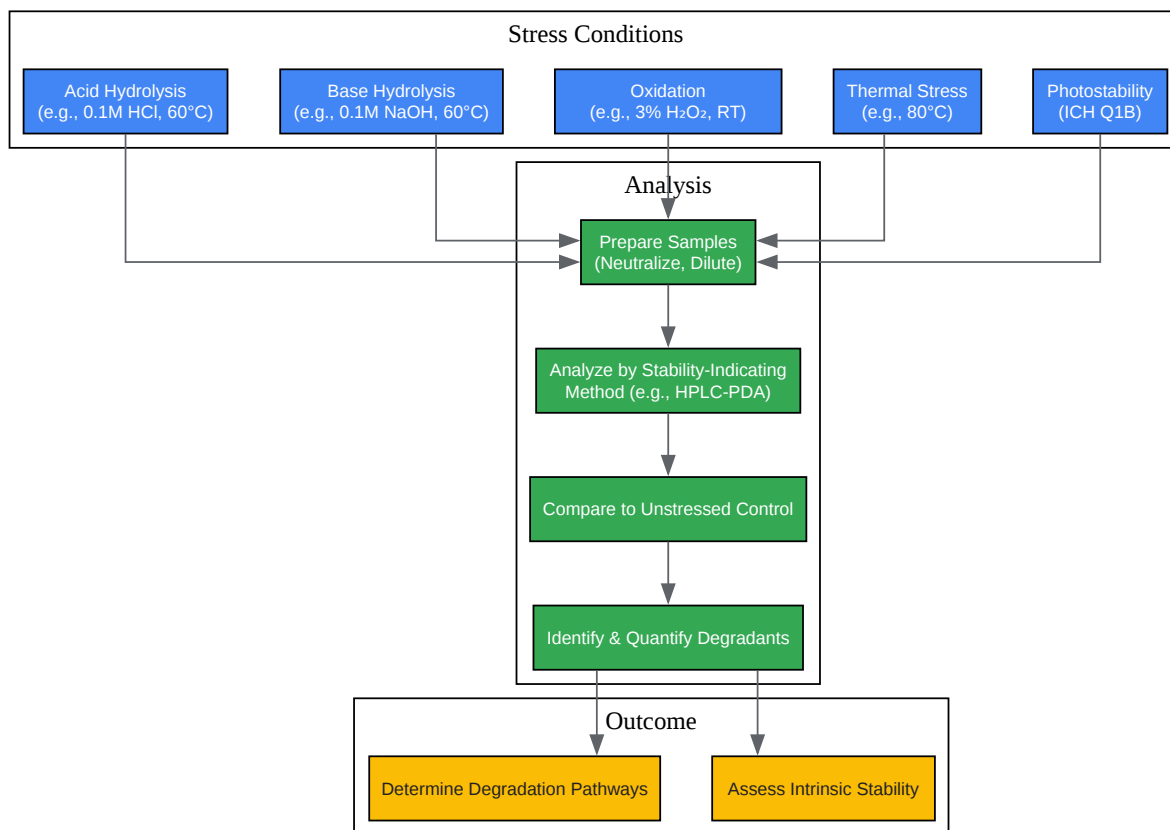 Stress Conditions
Acid Hydrolysis
(e.g., 0.1M HCl, 60°C)
Base Hydrolysis
(e.g., 0.1M NaOH, 60°C)
Oxidation
(e.g., 3% H₂O₂, RT)
Thermal Stress
(e.g., 80°C)
Photostability
(ICH Q1B)
Analysis
Prepare Samples
(Neutralize, Dilute)
Analyze by Stability-Indicating
Method (e.g., HPLC-PDA)
Compare to Unstressed Control
Identify & Quantify Degradants
Outcome
Determine Degradation Pathways
Assess Intrinsic Stability